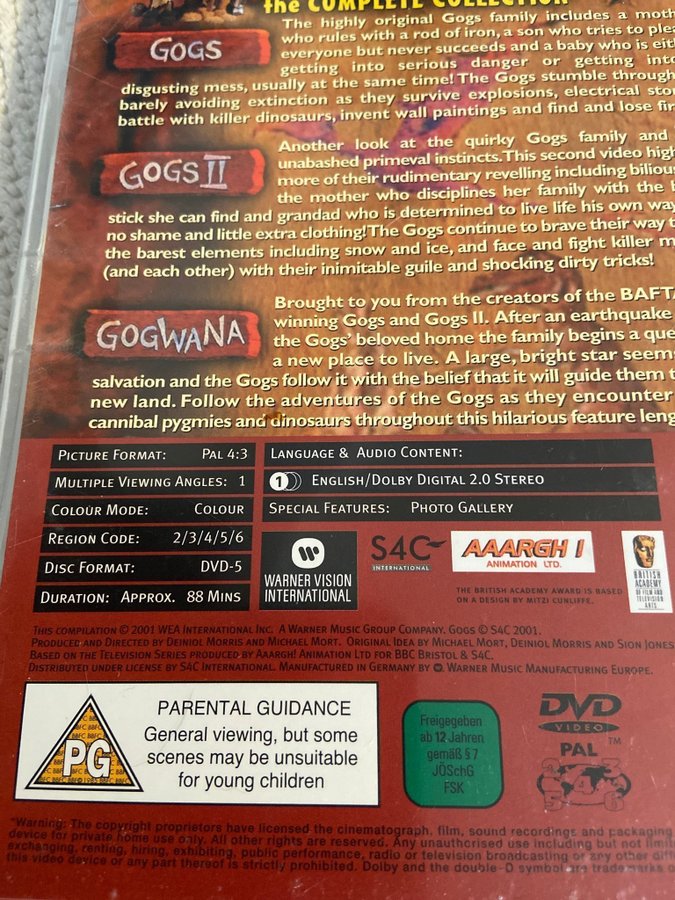 the COMPLETE COLLECTION
GOGS
The highly original Gogs family includes a moth
who rules with a rod of iron, a son who tries to plea
everyone but never succeeds and a baby who is eit
getting into serious danger or getting into
disgusting mess, usually at the same time! The Gogs stumble through
barely avoiding extinction as they survive explosions, electrical sto
battle with killer dinosaurs, invent wall paintings and find and lose fir
GOGS II
Another look at the quirky Gogs family and
unabashed primeval instincts. This second video high
more of their rudimentary revelling including biliou
the mother who disciplines her family with the b
stick she can find and grandad who is determined to live life his own way
no shame and little extra clothing! The Gogs continue to brave their way t
the barest elements including snow and ice, and face and fight killer m
(and each other) with their inimitable guile and shocking dirty tricks!
GOGWANA
Brought to you from the creators of the BAFTA
winning Gogs and Gogs II. After an earthquake
the Gogs' beloved home the family begins a que
a new place to live. A large, bright star seem
salvation and the Gogs follow it with the belief that it will guide them t
new land. Follow the adventures of the Gogs as they encounter
cannibal pygmies and dinosaurs throughout this hilarious feature leng
PICTURE FORMAT: PAL 4:3
MULTIPLE VIEWING ANGLES: 1
COLOUR MODE: COLOUR
REGION CODE: 2/3/4/5/6
DISC FORMAT: DVD-5
DURATION: APPROX. 88 MINS
LANGUAGE & AUDIO CONTENT:
1 ENGLISH/DOLBY DIGITAL 2.0 STEREO
SPECIAL FEATURES: PHOTO GALLERY
WARNER VISION
INTERNATIONAL
S4C
INTERNATIONAL
AAARGH!
ANIMATION LTD.
THE BRITISH ACADEMY AWARD IS BASED
ON A DESIGN BY MITZI CUNLIFFE.
BRITISH
ACADEMY
OF FILM AND
TELEVISION
ARTS
THIS COMPILATION © 2001 WEA INTERNATIONAL INC. A WARNER MUSIC GROUP COMPANY. GOGS © S4C 2001.
PRODUCED AND DIRECTED BY DEINIOL MORRIS AND MICHAEL MORT. ORIGINAL IDEA BY MICHAEL MORT, DEINIOL MORRIS AND SION JONES
BASED ON THE TELEVISION SERIES PRODUCED BY AAARGH! ANIMATION LTD FOR BBC BRISTOL & S4C.
DISTRIBUTED UNDER LICENSE BY S4C INTERNATIONAL. MANUFACTURED IN GERMANY BY WARNER MUSIC MANUFACTURING EUROPE.
PG
PARENTAL GUIDANCE
General viewing, but some
scenes may be unsuitable
for young children
Freigegeben
ab 12 Jahren
gemäß § 7
JÖSchG
FSK
DVD
VIDEO
TM
PAL
2 3
4 5 6
"Warning: The copyright proprietors have licensed the cinematograph, film, sound recordings and packaging
device for private home use only. All other rights are reserved. Any unauthorised use including but not limi
exchanging, renting, hiring, exhibiting, public performance, radio or television broadcasting or any other diff
this video device or any part thereof is strictly prohibited. Dolby and the double-D symbol are trademarks o